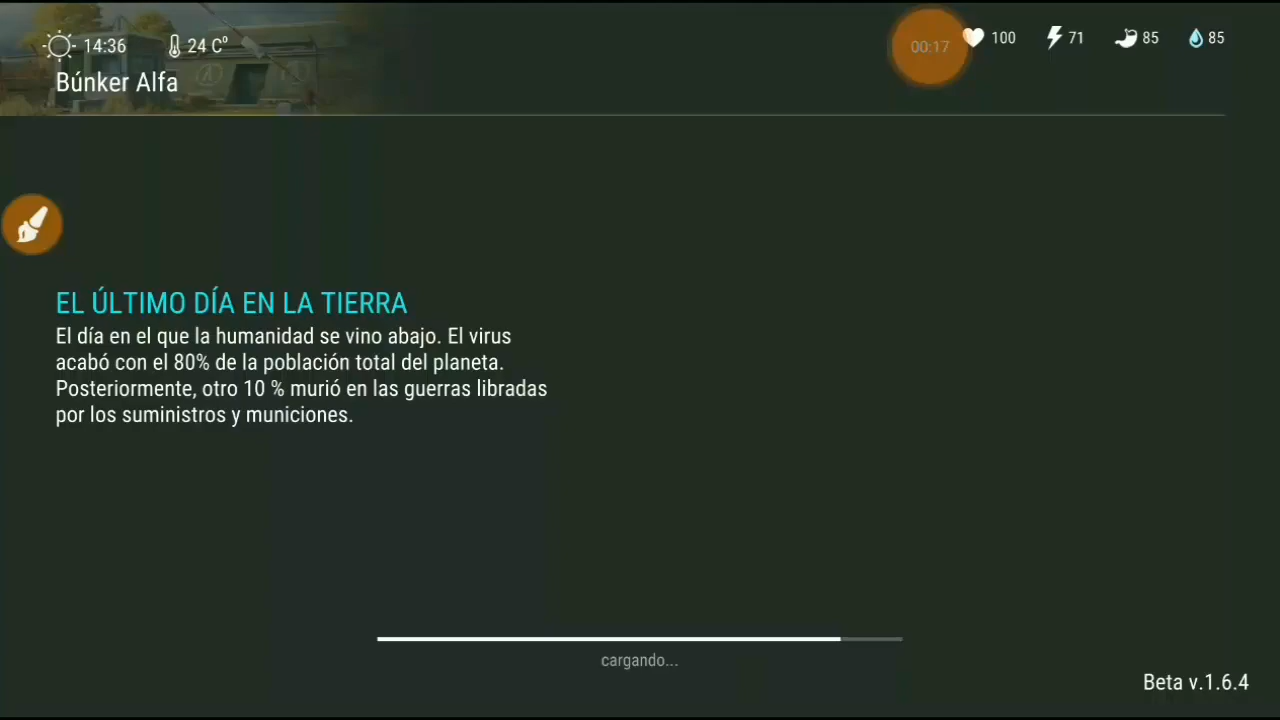 14:36
24 Cº
00:17
100
71
85
85
Búnker Alfa
EL ÚLTIMO DÍA EN LA TIERRA
El día en el que la humanidad se vino abajo. El virus
acabó con el 80% de la población total del planeta.
Posteriormente, otro 10 % murió en las guerras libradas
por los suministros y municiones.
cargando...
Beta v.1.6.4